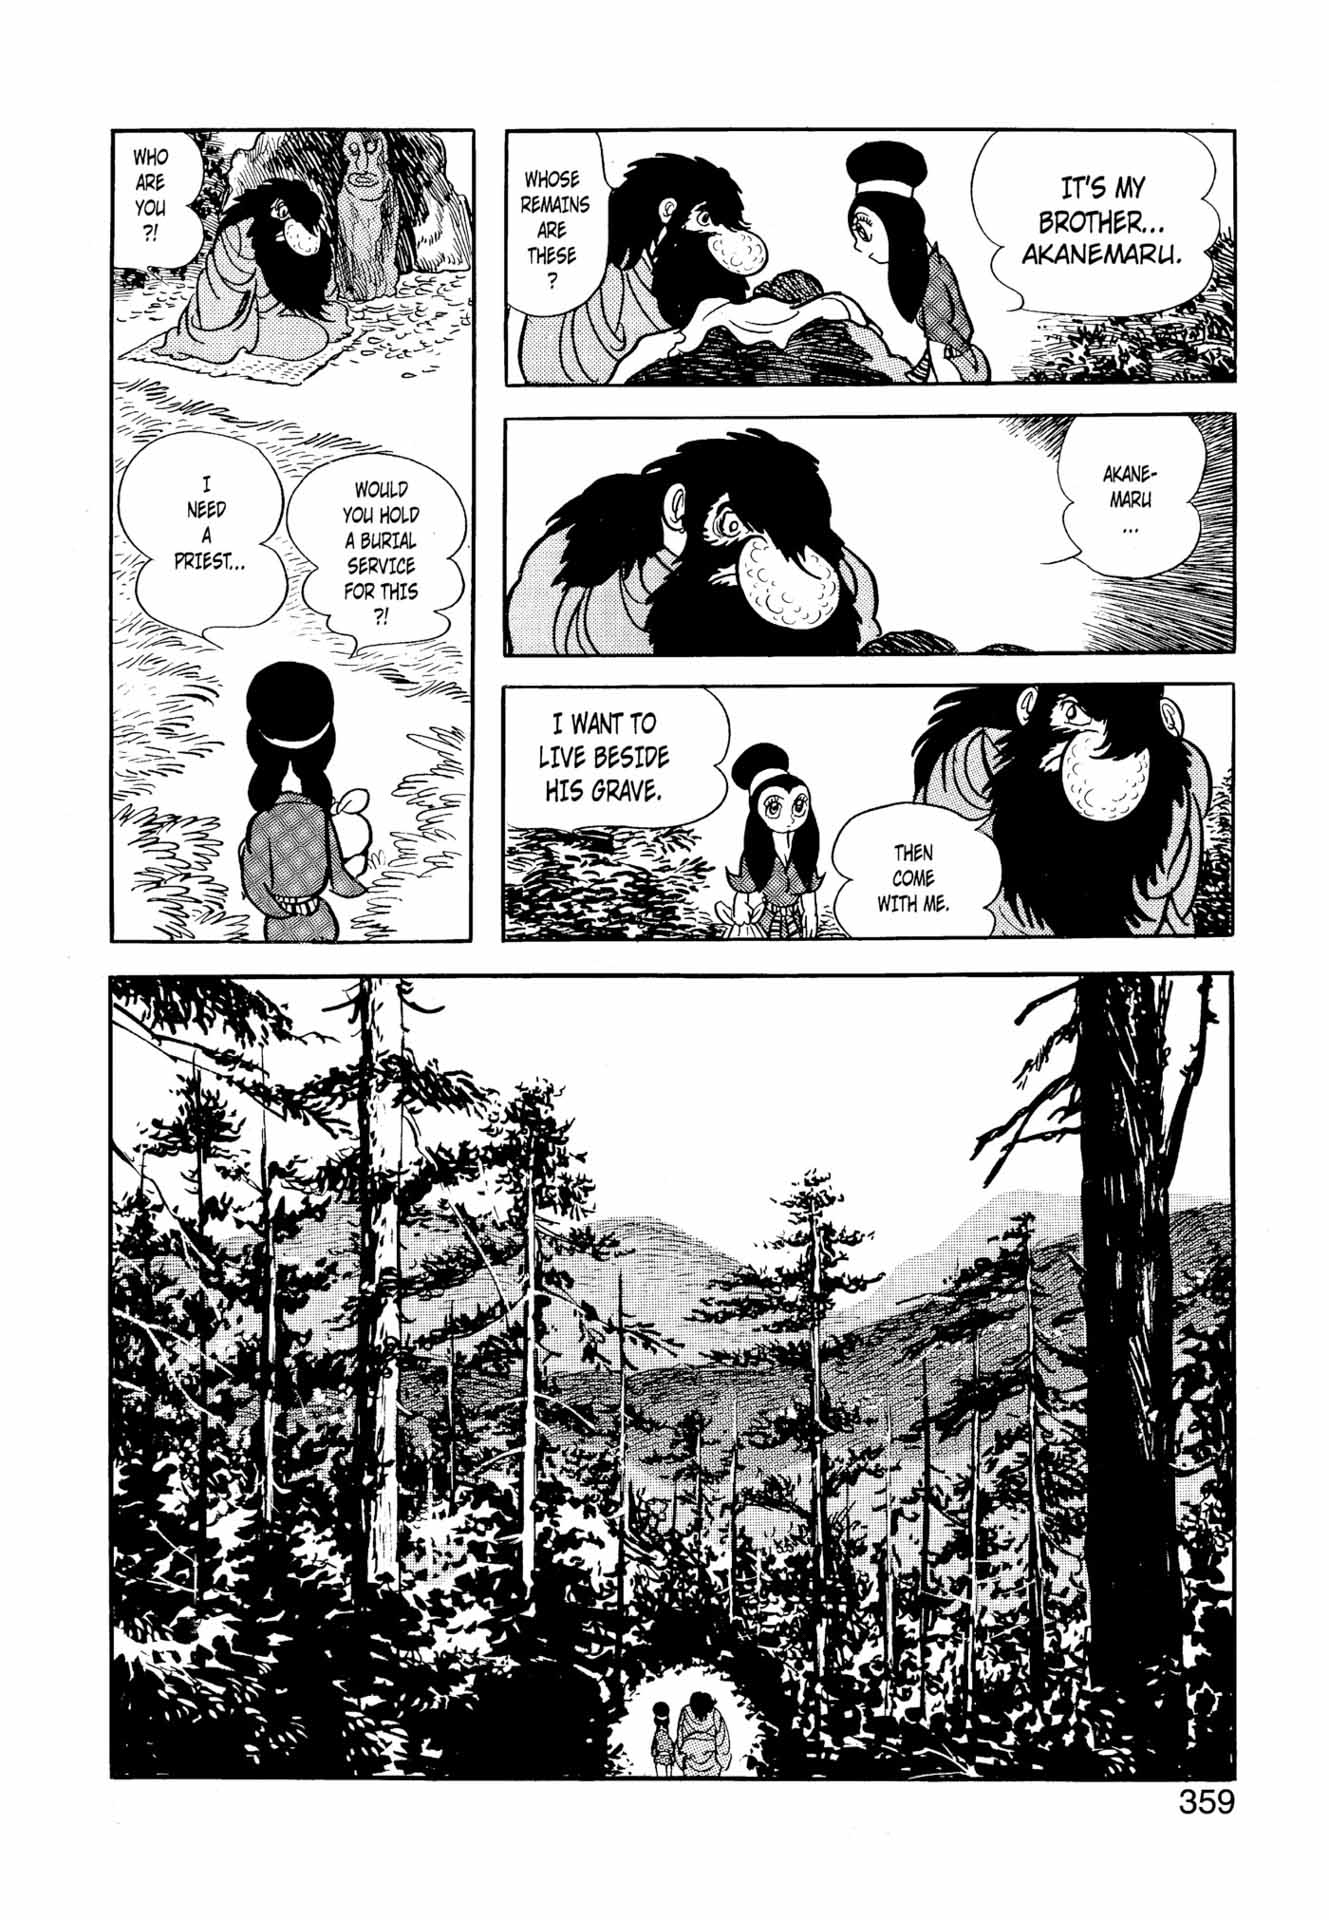 WHO
ARE
YOU
?!
I
NEED
A
PRIEST...
WOULD
YOU HOLD
A BURIAL
SERVICE
FOR THIS
?!
WHOSE
REMAINS
ARE
THESE
?
IT'S MY
BROTHER...
AKANEMARU.
AKANE-
MARU
...
I WANT TO
LIVE BESIDE
HIS GRAVE.
THEN
COME
WITH ME.
359